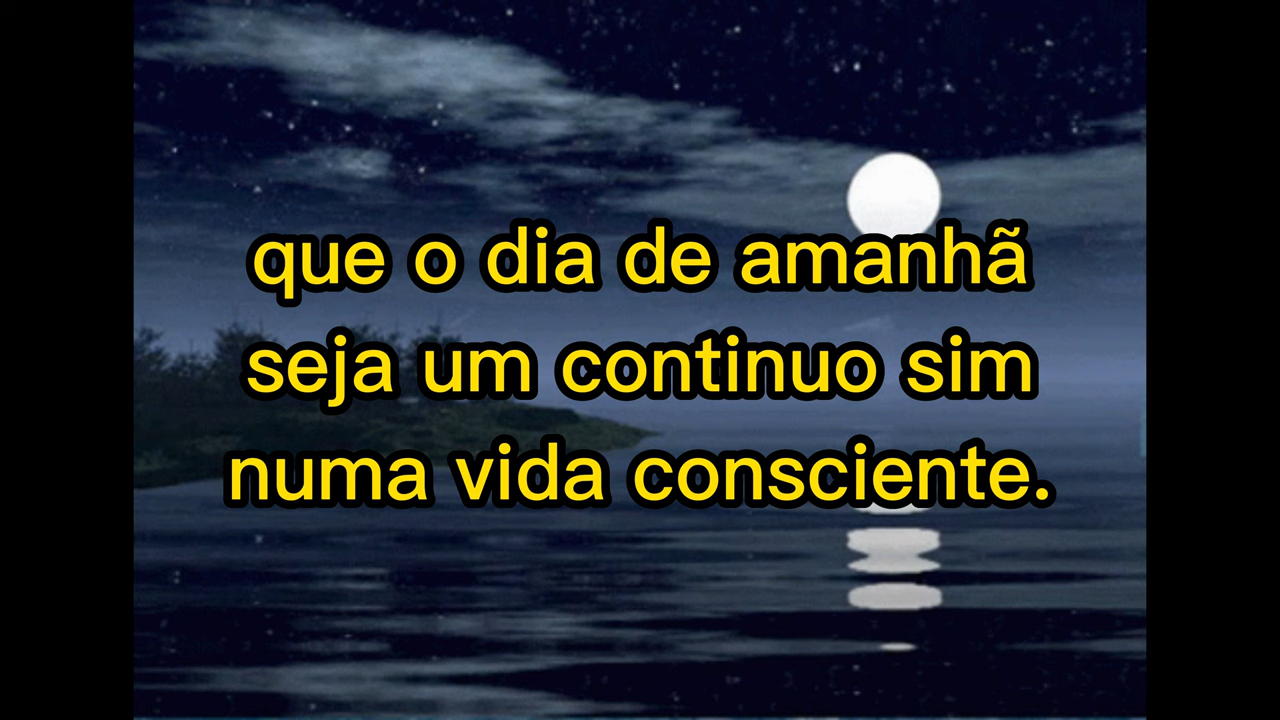 que o dia de amanhã
seja um continuo sim
numa vida consciente.